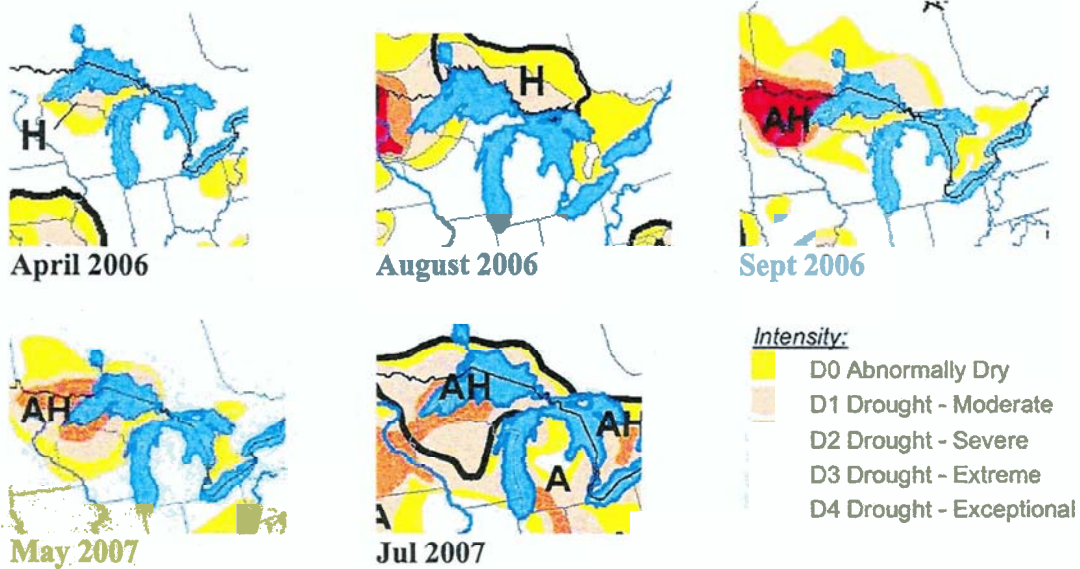 H
April 2006
H
August 2006
AH
Sept 2006
AH
May 2007
AH
AH
A
A
Jul 2007
Intensity:
D0 Abnormally Dry
D1 Drought - Moderate
D2 Drought - Severe
D3 Drought - Extreme
D4 Drought - Exceptional